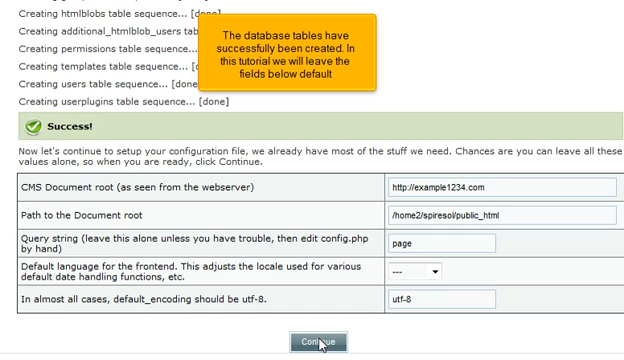 Creating htmlblobs table sequence... [done]
Creating additional_htmlblob_users tab
Creating permissions table sequence...
Creating templates table sequence...
Creating users table sequence... [done
Creating userplugins table sequence... [done]
The database tables have
successfully been created. In
this tutorial we will leave the
fields below default
Success!
Now let's continue to setup your configuration file, we already have most of the stuff we need. Chances are you can leave all these
values alone, so when you are ready, click Continue.
CMS Document root (as seen from the webserver)
http://example1234.com
Path to the Document root
/home2/spiresol/public_html
Query string (leave this alone unless you have trouble, then edit config.php
by hand)
page
Default language for the frontend. This adjusts the locale used for various
default date handling functions, etc.
---
In almost all cases, default_encoding should be utf-8.
utf-8
Continue